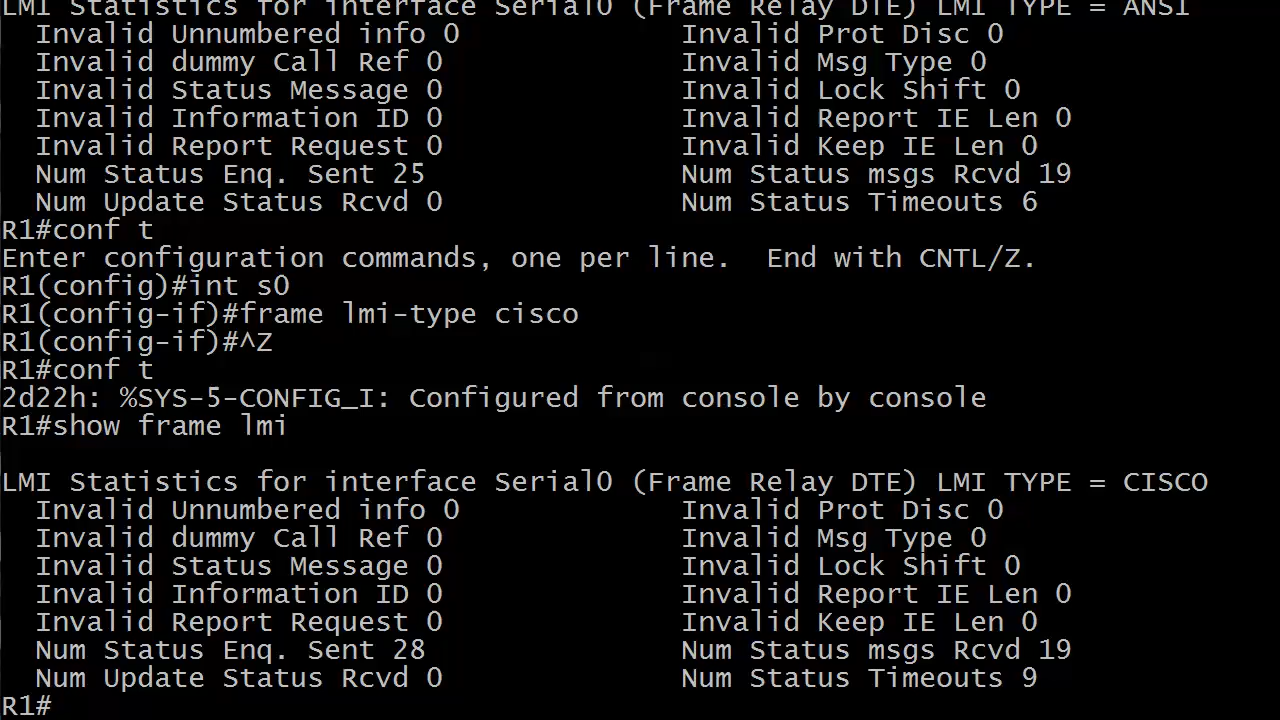 LMI Statistics for interface Serial0 (Frame Relay DTE) LMI TYPE = ANSI
  Invalid Unnumbered info 0             Invalid Prot Disc 0
  Invalid dummy Call Ref 0              Invalid Msg Type 0
  Invalid Status Message 0              Invalid Lock Shift 0
  Invalid Information ID 0              Invalid Report IE Len 0
  Invalid Report Request 0              Invalid Keep IE Len 0
  Num Status Enq. Sent 25               Num Status msgs Rcvd 19
  Num Update Status Rcvd 0              Num Status Timeouts 6
R1#conf t
Enter configuration commands, one per line.  End with CNTL/Z.
R1(config)#int s0
R1(config-if)#frame lmi-type cisco
R1(config-if)#^Z
R1#conf t
2d22h: %SYS-5-CONFIG_I: Configured from console by console
R1#show frame lmi

LMI Statistics for interface Serial0 (Frame Relay DTE) LMI TYPE = CISCO
  Invalid Unnumbered info 0             Invalid Prot Disc 0
  Invalid dummy Call Ref 0              Invalid Msg Type 0
  Invalid Status Message 0              Invalid Lock Shift 0
  Invalid Information ID 0              Invalid Report IE Len 0
  Invalid Report Request 0              Invalid Keep IE Len 0
  Num Status Enq. Sent 28               Num Status msgs Rcvd 19
  Num Update Status Rcvd 0              Num Status Timeouts 9
R1#